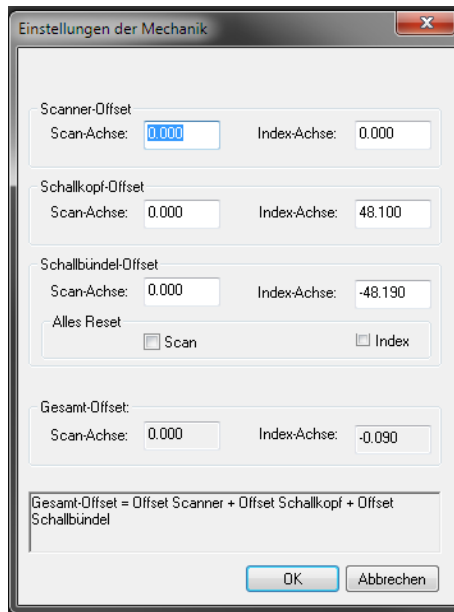 Einstellungen der Mechanik
Scanner-Offset
Scan-Achse: 0.000 Index-Achse: 0.000
Schallkopf-Offset
Scan-Achse: 0.000 Index-Achse: 48.100
Schallbündel-Offset
Scan-Achse: 0.000 Index-Achse: -48.190
Alles Reset
Scan Index
Gesamt-Offset:
Scan-Achse: 0.000 Index-Achse: -0.090
Gesamt-Offset = Offset Scanner + Offset Schallkopf + Offset
Schallbündel
OK Abbrechen